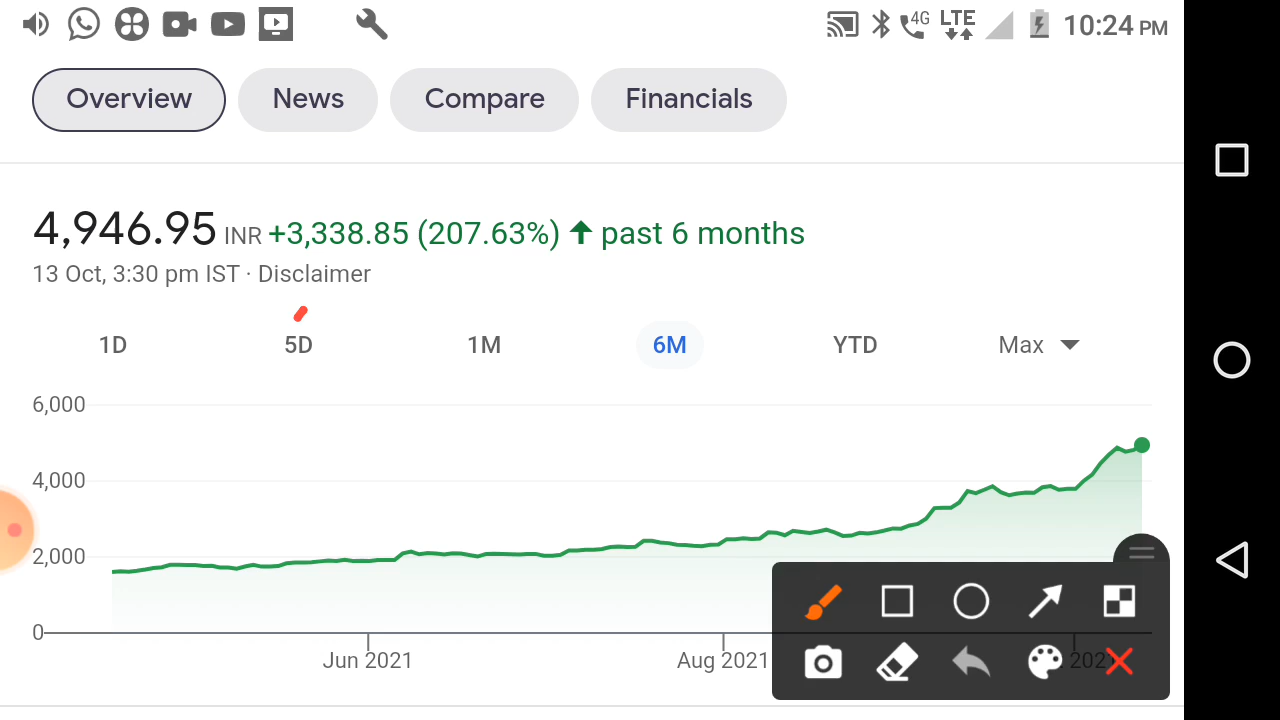 4G LTE 10:24 PM
Overview News Compare Financials
4,946.95 INR +3,338.85 (207.63%) past 6 months
13 Oct, 3:30 pm IST · Disclaimer
1D 5D 1M 6M YTD Max
6,000
4,000
2,000
0
Jun 2021 Aug 2021 2021